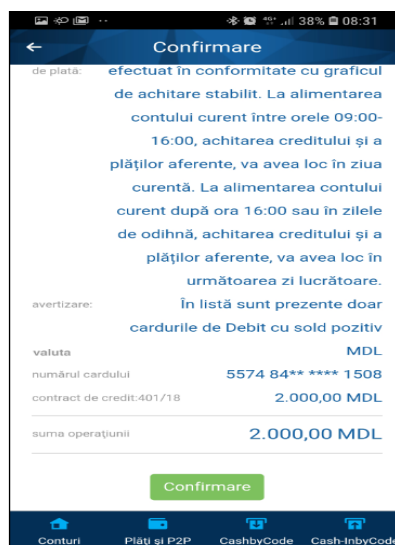 38% 08:31
Confirmare
de plată: efectuat în conformitate cu graficul
de achitare stabilit. La alimentarea
contului curent între orele 09:00-
16:00, achitarea creditului și a
plăților aferente, va avea loc în ziua
curentă. La alimentarea contului
curent după ora 16:00 sau în zilele
de odihnă, achitarea creditului și a
plăților aferente, va avea loc în
următoarea zi lucrătoare.
avertizare: În listă sunt prezente doar
cardurile de Debit cu sold pozitiv
valuta MDL
numărul cardului 5574 84** **** 1508
contract de credit:401/18 2.000,00 MDL
suma operațiunii 2.000,00 MDL
Confirmare
Conturi Plăți și P2P CashbyCode Cash-InbyCode